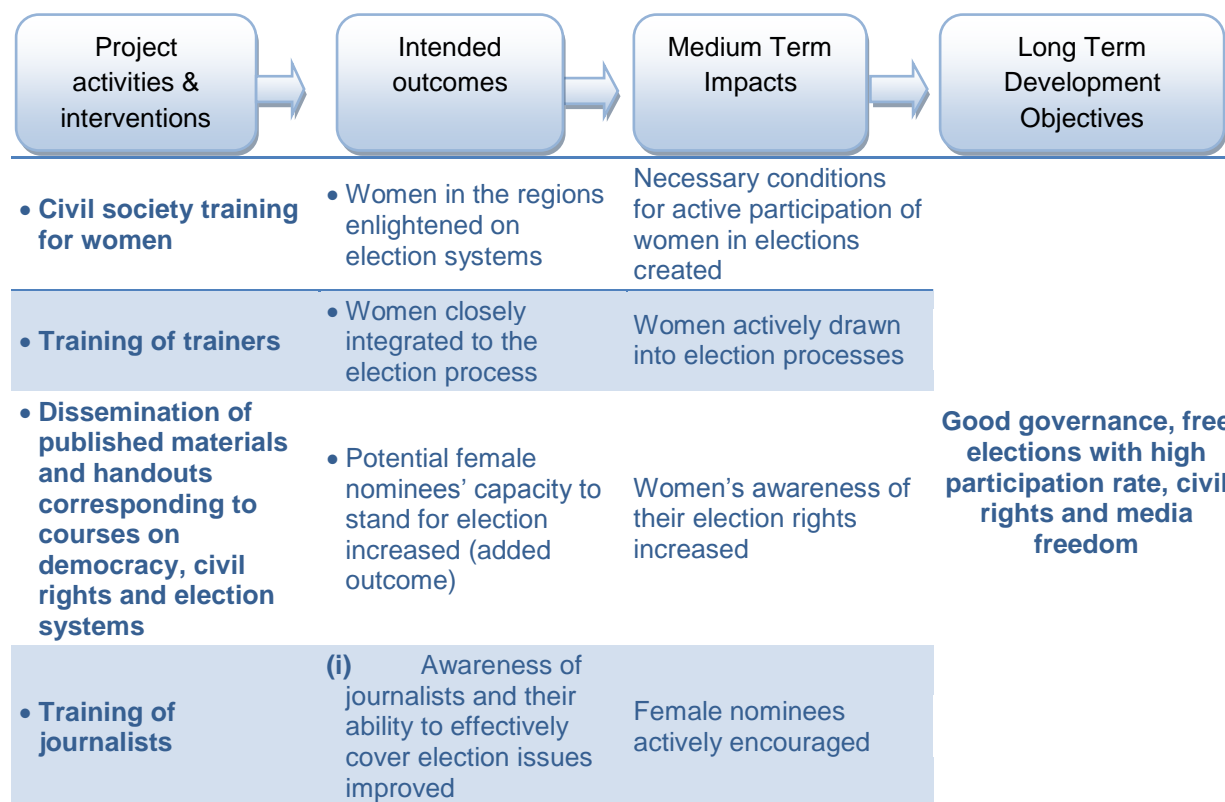 Project
activities &
interventions
Intended
outcomes
Medium Term
Impacts
Long Term
Development
Objectives
• Civil society training
for women
• Women in the regions
enlightened on
election systems
Necessary conditions
for active participation of
women in elections
created
• Training of trainers
• Women closely
integrated to the
election process
Women actively drawn
into election processes
• Dissemination of
published materials
and handouts
corresponding to
courses on
democracy, civil
rights and election
systems
• Potential female
nominees’ capacity to
stand for election
increased (added
outcome)
Women’s awareness of
their election rights
increased
Good governance, free
elections with high
participation rate, civil
rights and media
freedom
• Training of
journalists
(i) Awareness of
journalists and their
ability to effectively
cover election issues
improved
Female nominees
actively encouraged